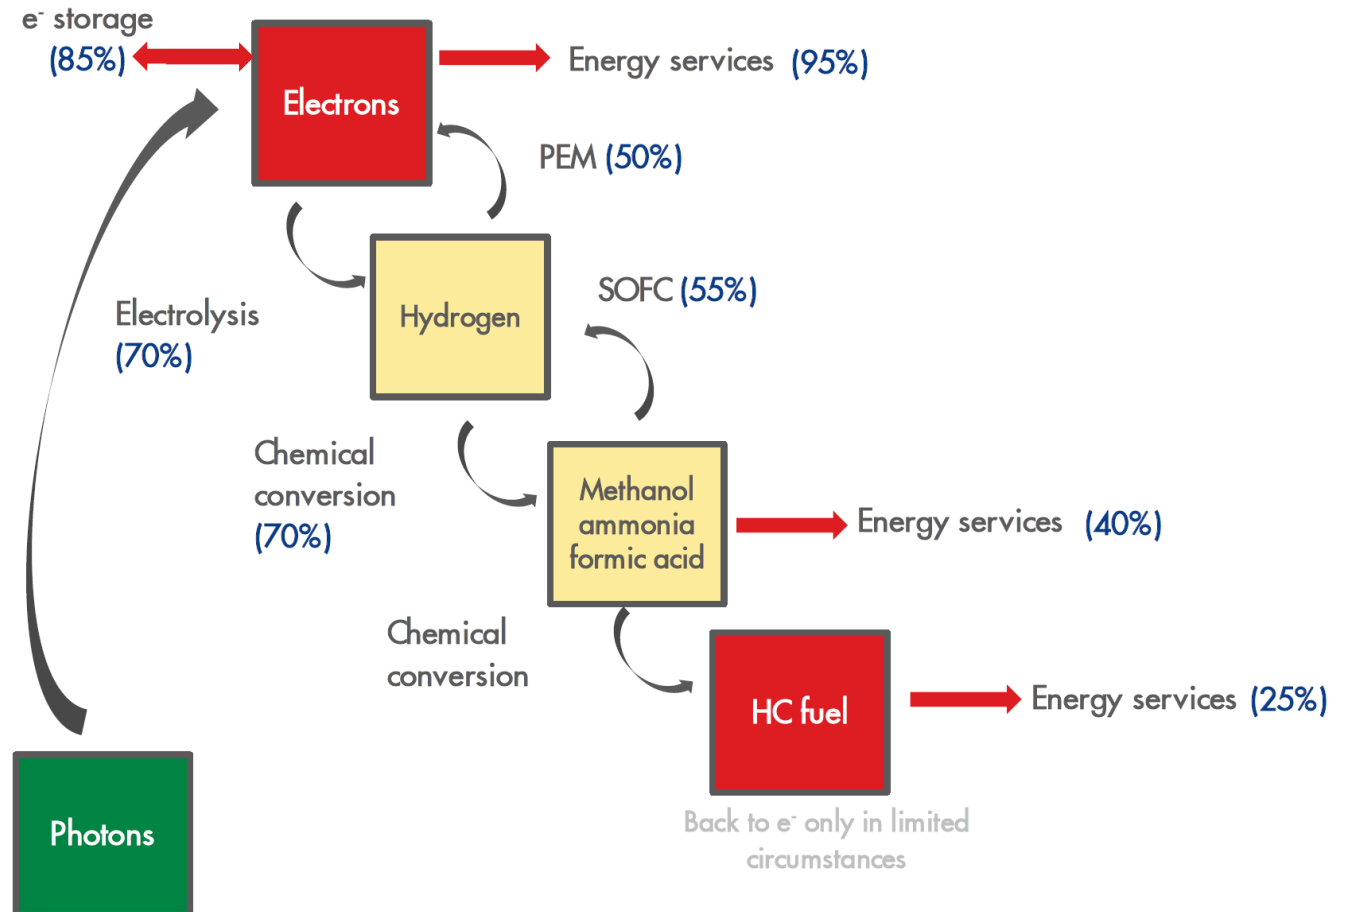 e- storage
(85%)
Electrons
Energy services (95%)
PEM (50%)
Hydrogen
SOFC (55%)
Electrolysis
(70%)
Chemical
conversion
(70%)
Methanol
ammonia
formic acid
Energy services (40%)
Chemical
conversion
HC fuel
Energy services (25%)
Back to e- only in limited
circumstances
Photons